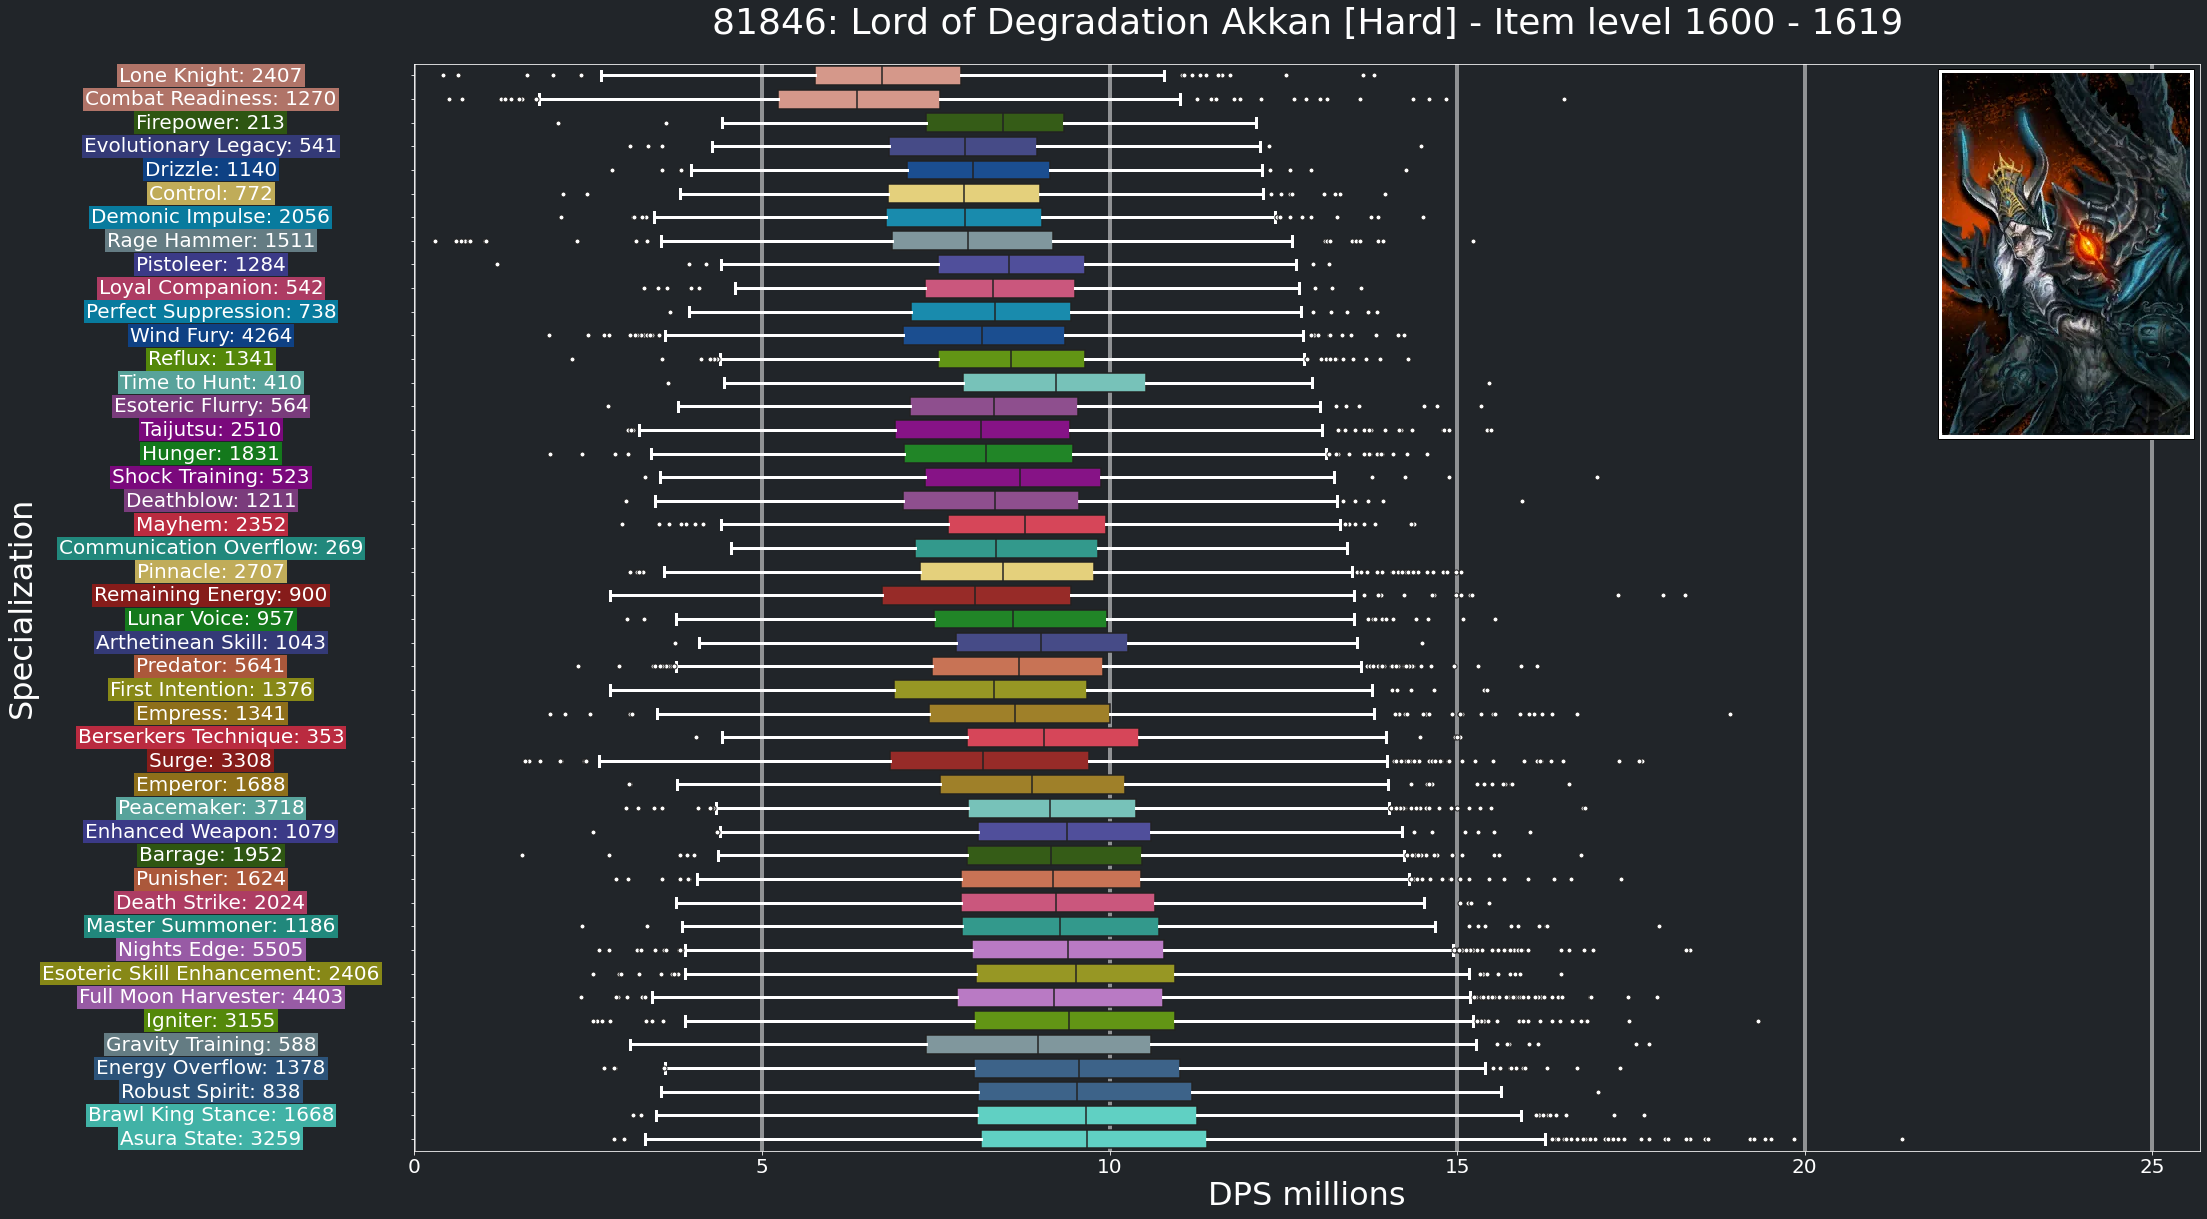 81846: Lord of Degradation Akkan [Hard] - Item level 1600 - 1619
Specialization
Lone Knight: 2407
Combat Readiness: 1270
Firepower: 213
Evolutionary Legacy: 541
Drizzle: 1140
Control: 772
Demonic Impulse: 2056
Rage Hammer: 1511
Pistoleer: 1284
Loyal Companion: 542
Perfect Suppression: 738
Wind Fury: 4264
Reflux: 1341
Time to Hunt: 410
Esoteric Flurry: 564
Taijutsu: 2510
Hunger: 1831
Shock Training: 523
Deathblow: 1211
Mayhem: 2352
Communication Overflow: 269
Pinnacle: 2707
Remaining Energy: 900
Lunar Voice: 957
Arthetinean Skill: 1043
Predator: 5641
First Intention: 1376
Empress: 1341
Berserkers Technique: 353
Surge: 3308
Emperor: 1688
Peacemaker: 3718
Enhanced Weapon: 1079
Barrage: 1952
Punisher: 1624
Death Strike: 2024
Master Summoner: 1186
Nights Edge: 5505
Esoteric Skill Enhancement: 2406
Full Moon Harvester: 4403
Igniter: 3155
Gravity Training: 588
Energy Overflow: 1378
Robust Spirit: 838
Brawl King Stance: 1668
Asura State: 3259
0 5 10 15 20 25
DPS millions